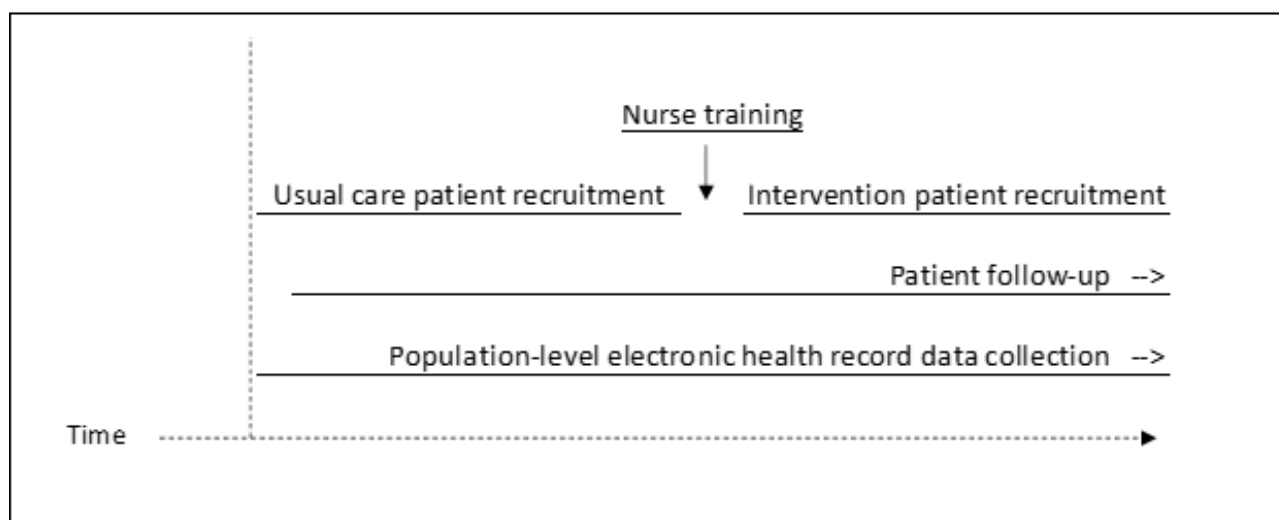 Nurse training
Usual care patient recruitment Intervention patient recruitment
Patient follow-up -->
Population-level electronic health record data collection -->
Time